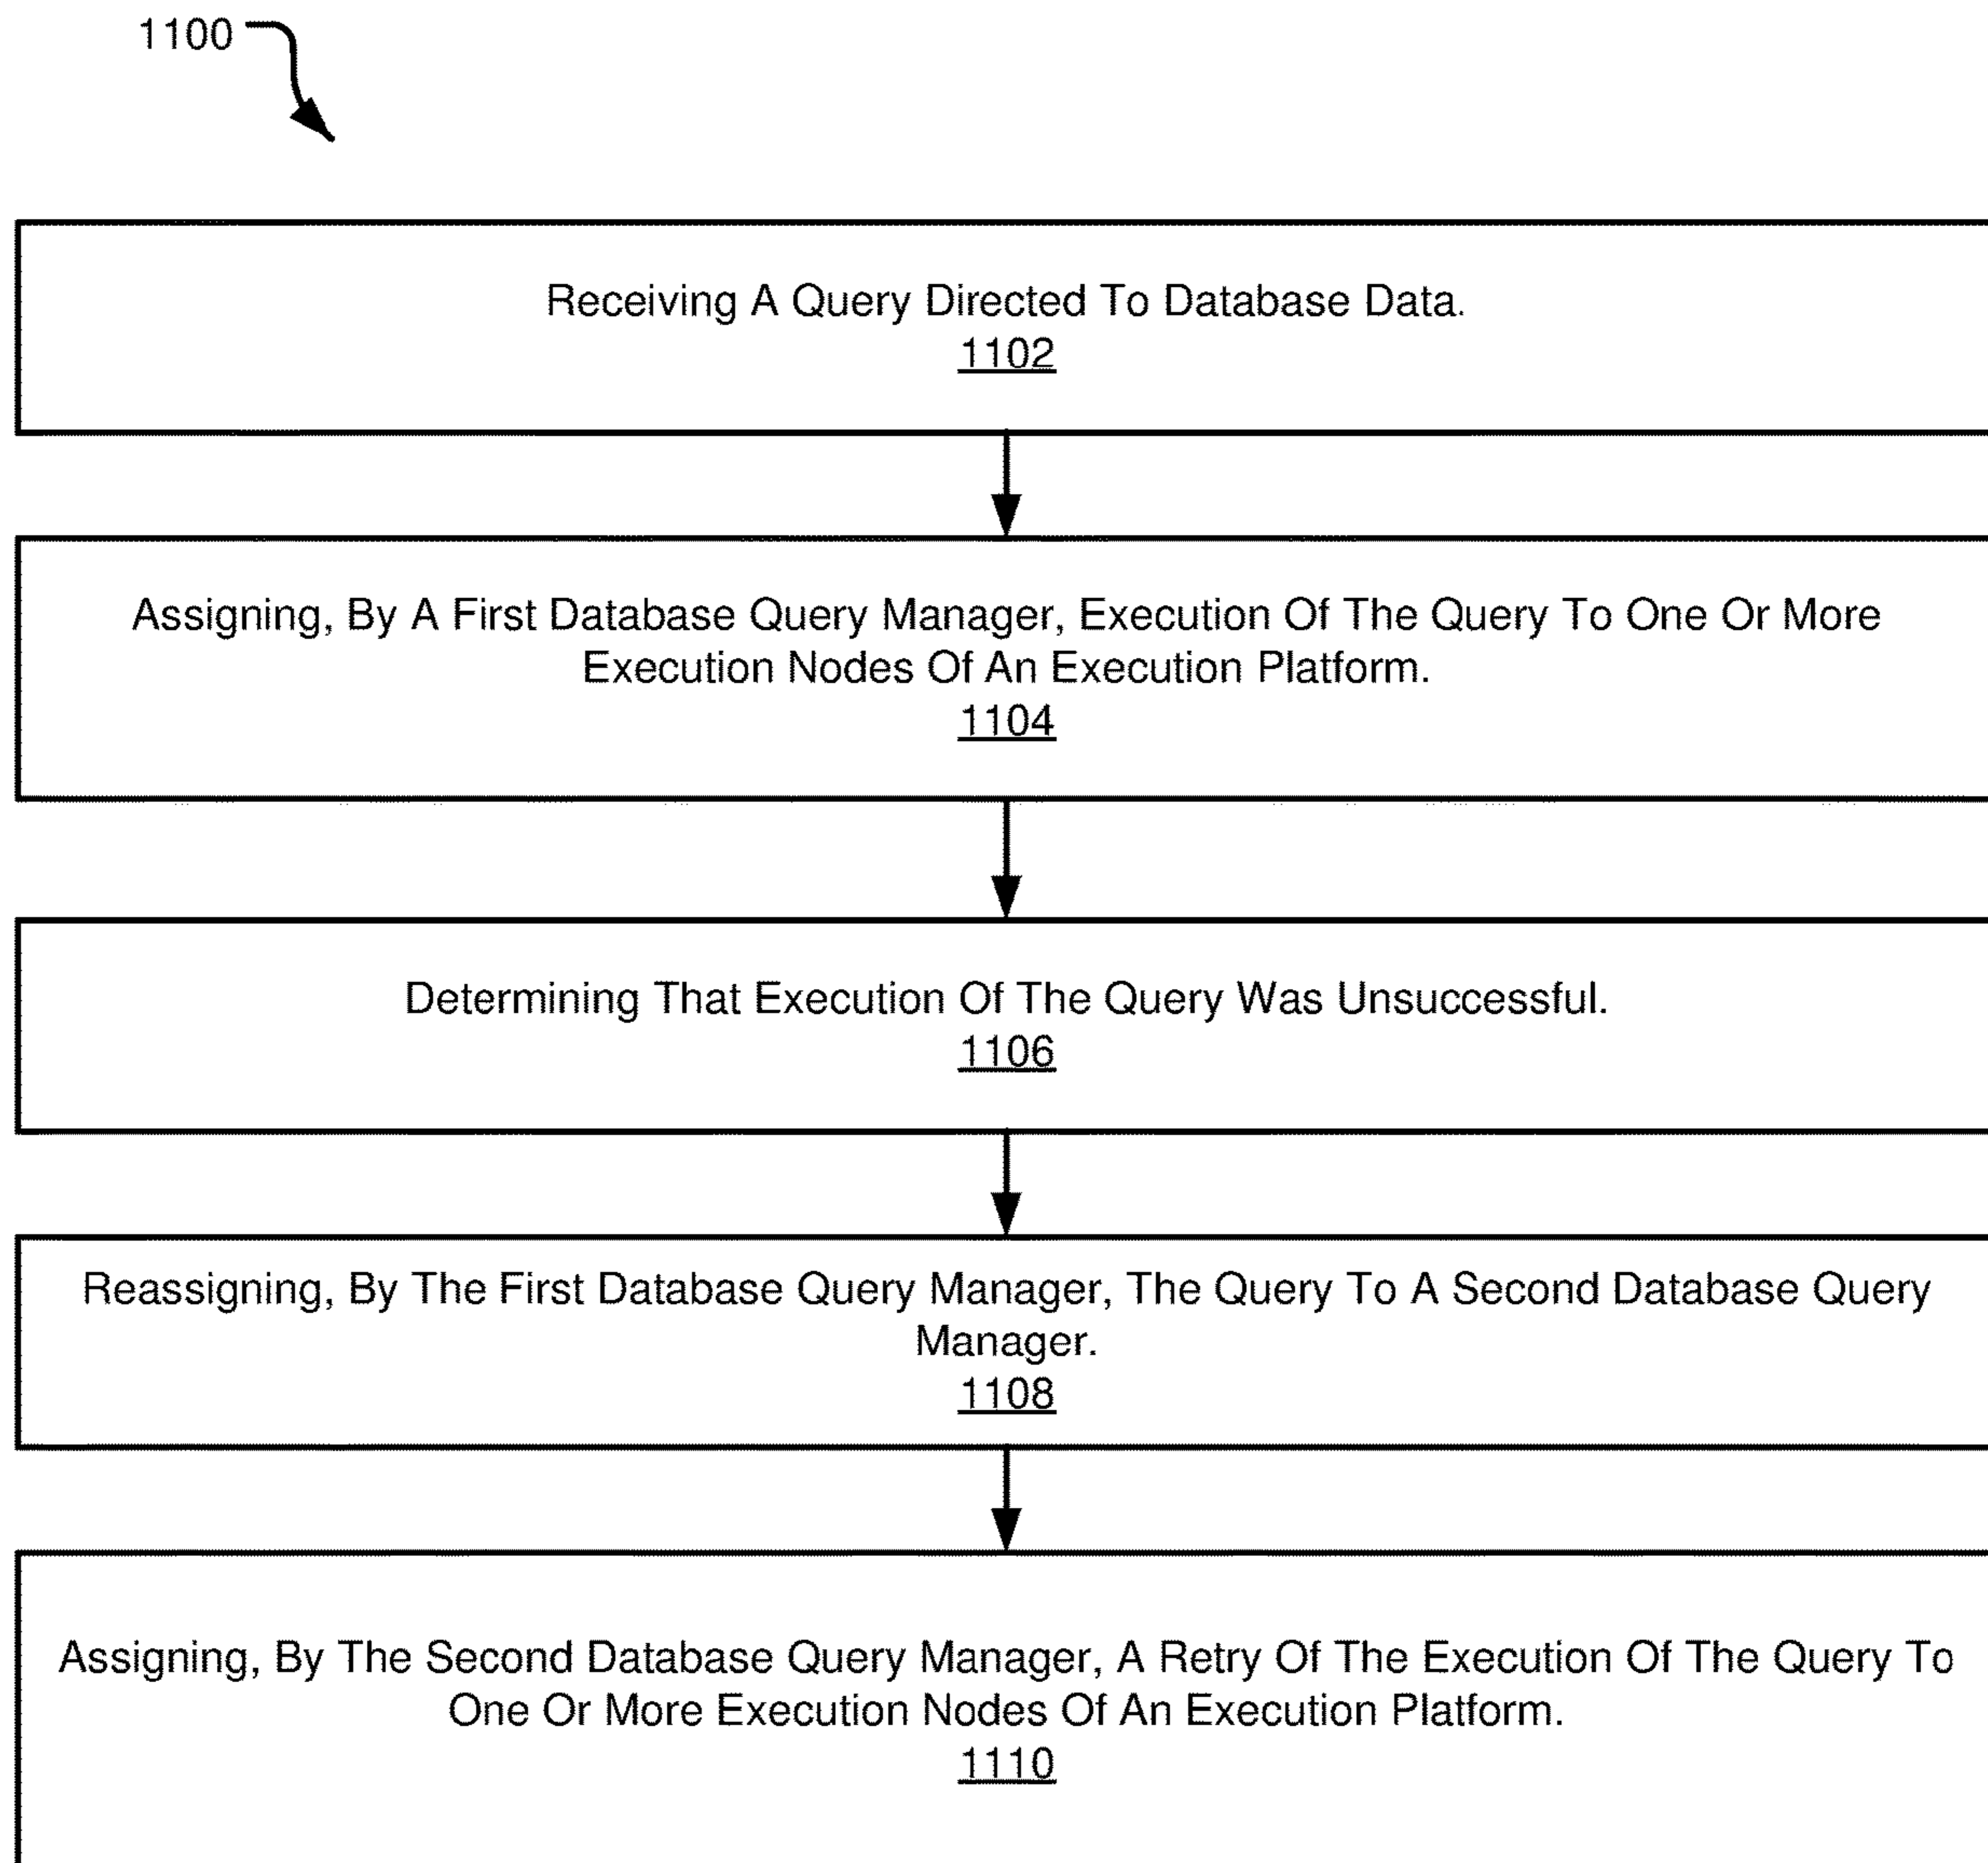 1100
Receiving A Query Directed To Database Data.
1102
Assigning, By A First Database Query Manager, Execution Of The Query To One Or More
Execution Nodes Of An Execution Platform.
1104
Determining That Execution Of The Query Was Unsuccessful.
1106
Reassigning, By The First Database Query Manager, The Query To A Second Database Query
Manager.
1108
Assigning, By The Second Database Query Manager, A Retry Of The Execution Of The Query To
One Or More Execution Nodes Of An Execution Platform.
1110